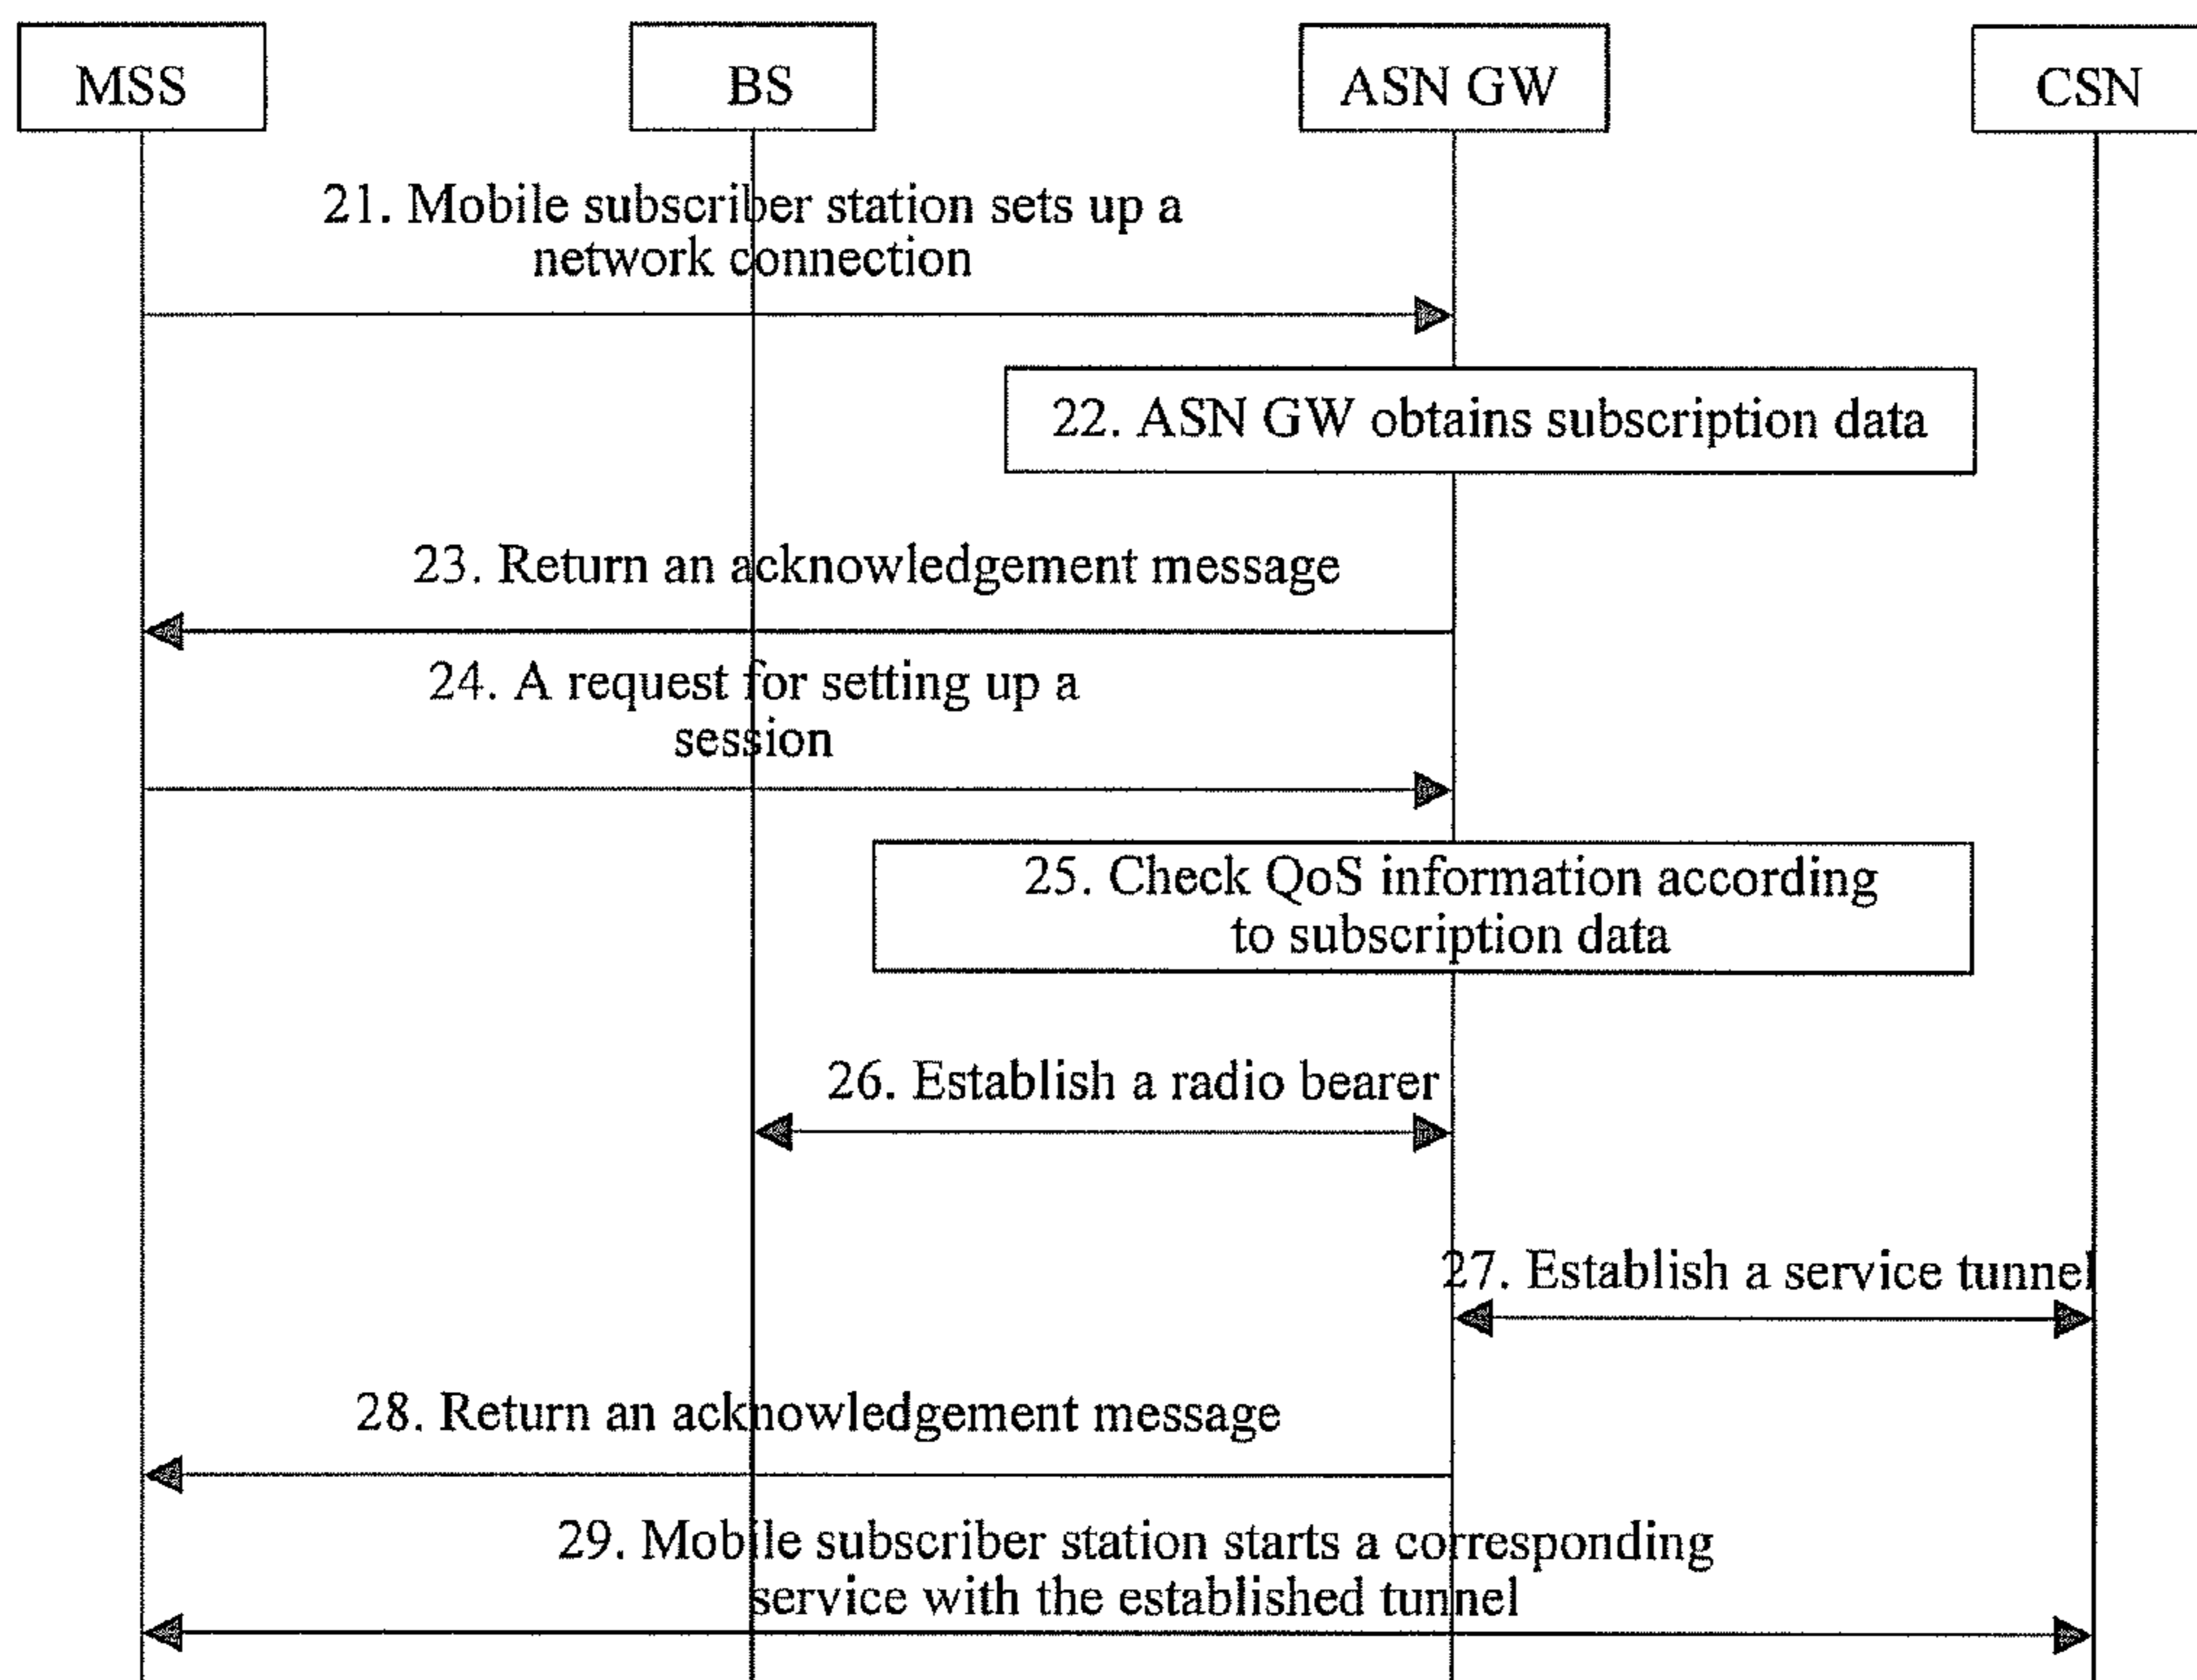 MSS
BS
ASN GW
CSN
21. Mobile subscriber station sets up a
network connection
22. ASN GW obtains subscription data
23. Return an acknowledgement message
24. A request for setting up a
session
25. Check QoS information according
to subscription data
26. Establish a radio bearer
27. Establish a service tunnel
28. Return an acknowledgement message
29. Mobile subscriber station starts a corresponding
service with the established tunnel